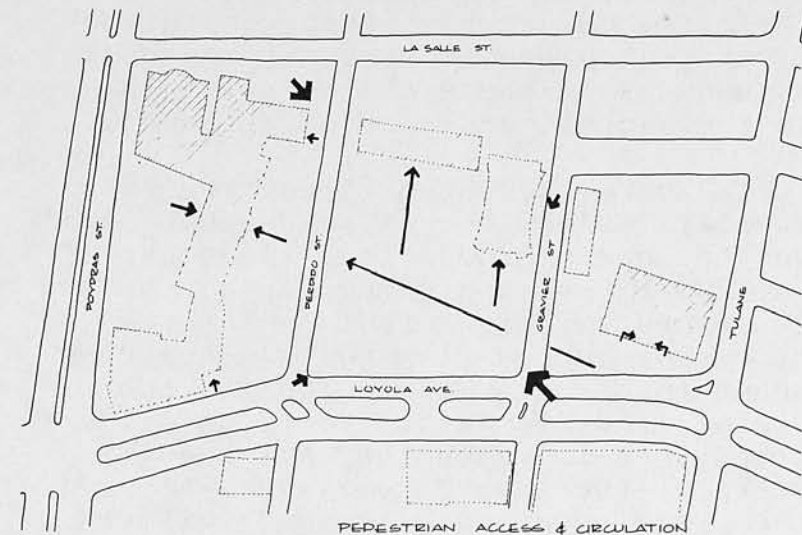 LA SALLE ST.
POYDRAS ST.
PERDIDO ST.
GRAVIER ST
TULANE
LOYOLA AVE.
PEDESTRIAN ACCESS & CIRCULATION